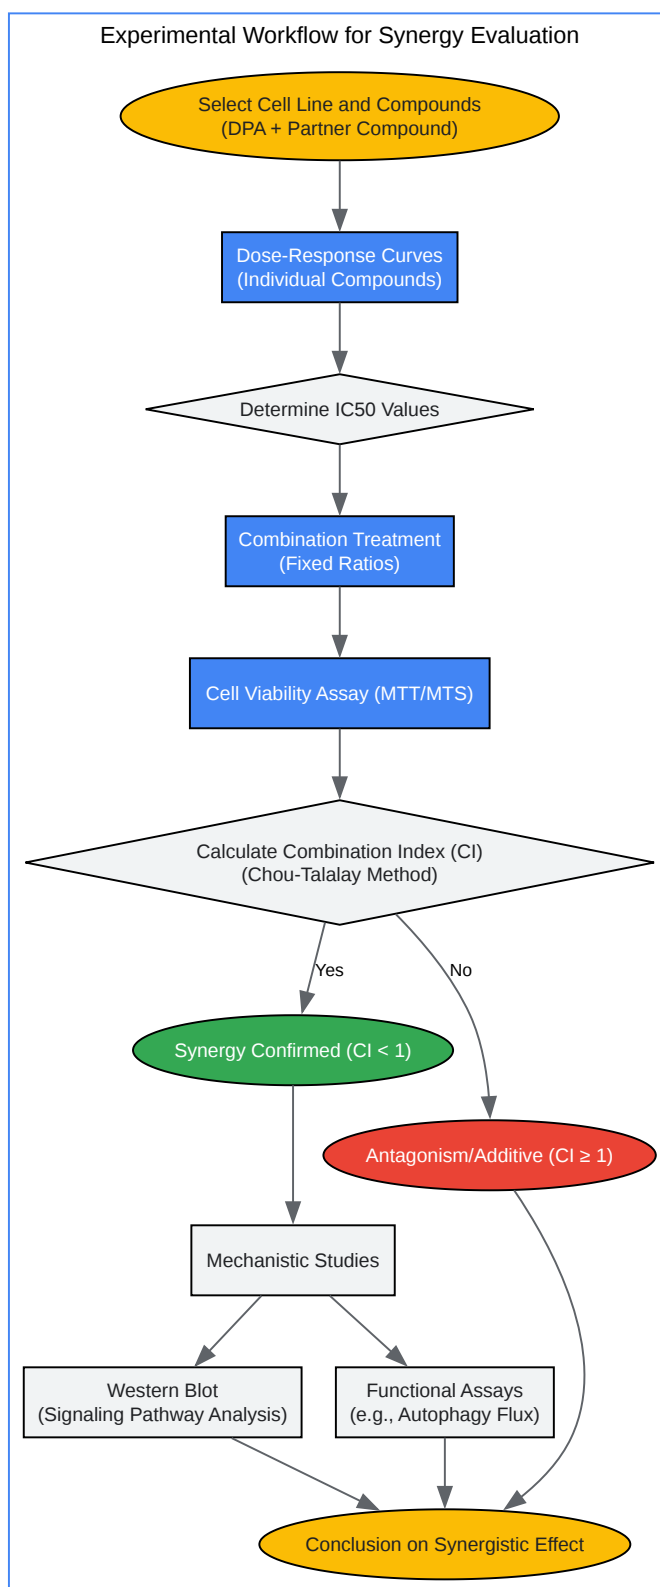 Experimental Workflow for Synergy Evaluation
Select Cell Line and Compounds
(DPA + Partner Compound)
Dose-Response Curves
(Individual Compounds)
Determine IC50 Values
Combination Treatment
(Fixed Ratios)
Cell Viability Assay (MTT/MTS)
Calculate Combination Index (CI)
(Chou-Talalay Method)
Yes
No
Synergy Confirmed (CI < 1)
Antagonism/Additive (CI ≥ 1)
Mechanistic Studies
Western Blot
(Signaling Pathway Analysis)
Functional Assays
(e.g., Autophagy Flux)
Conclusion on Synergistic Effect